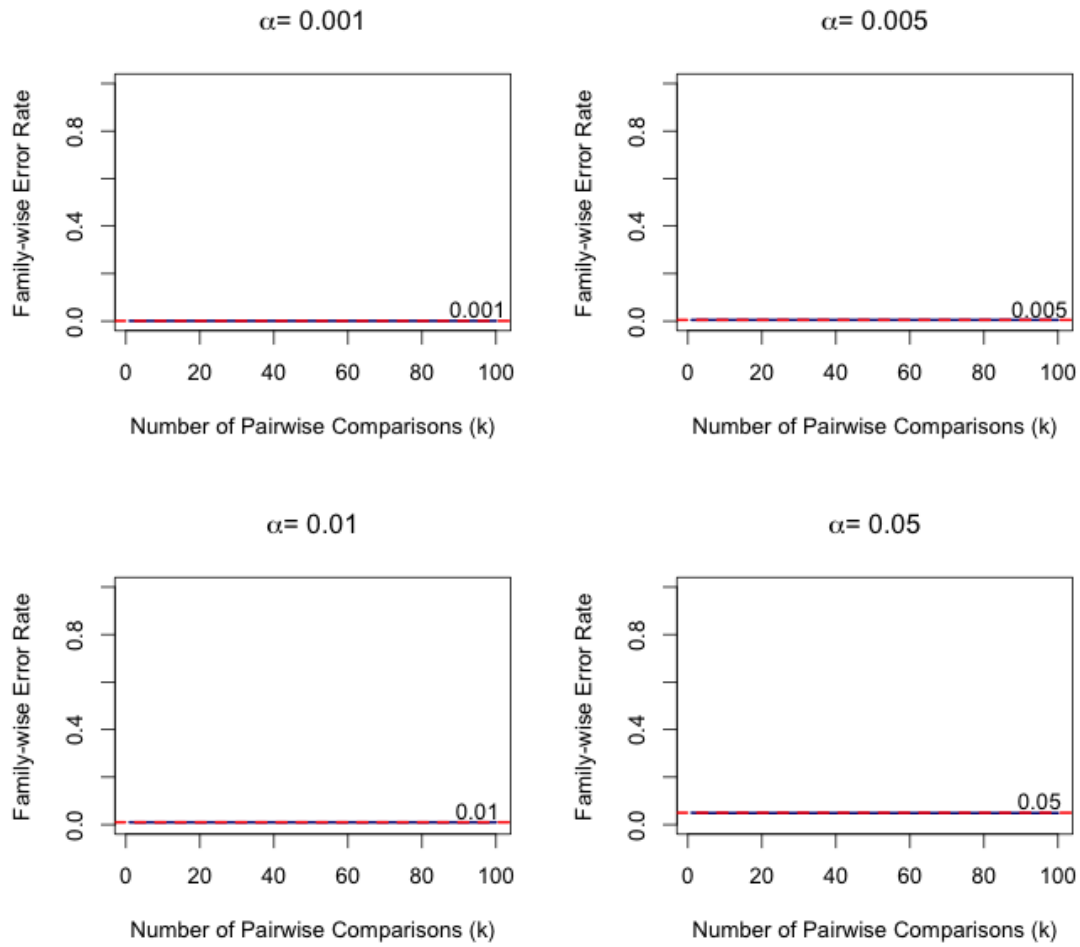 α= 0.001
Family-wise Error Rate
0.8
0.4
0.0
0.001
0 20 40 60 80 100
Number of Pairwise Comparisons (k)
α= 0.005
Family-wise Error Rate
0.8
0.4
0.0
0.005
0 20 40 60 80 100
Number of Pairwise Comparisons (k)
α= 0.01
Family-wise Error Rate
0.8
0.4
0.0
0.01
0 20 40 60 80 100
Number of Pairwise Comparisons (k)
α= 0.05
Family-wise Error Rate
0.8
0.4
0.0
0.05
0 20 40 60 80 100
Number of Pairwise Comparisons (k)